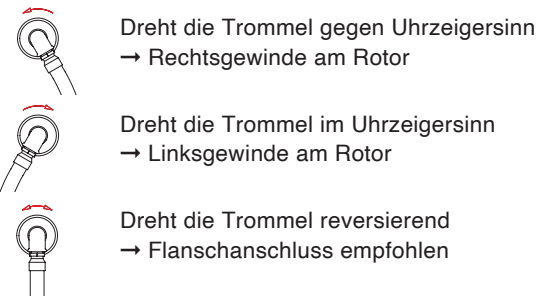 Dreht die Trommel gegen Uhrzeigersinn
→ Rechtsgewinde am Rotor
Dreht die Trommel im Uhrzeigersinn
→ Linksgewinde am Rotor
Dreht die Trommel reversierend
→ Flanschanschluss empfohlen